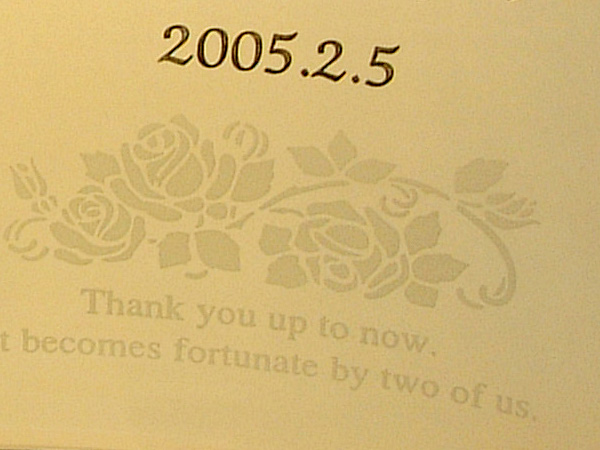 2005.2.5
Thank you up to now.
t becomes fortunate by two of us.